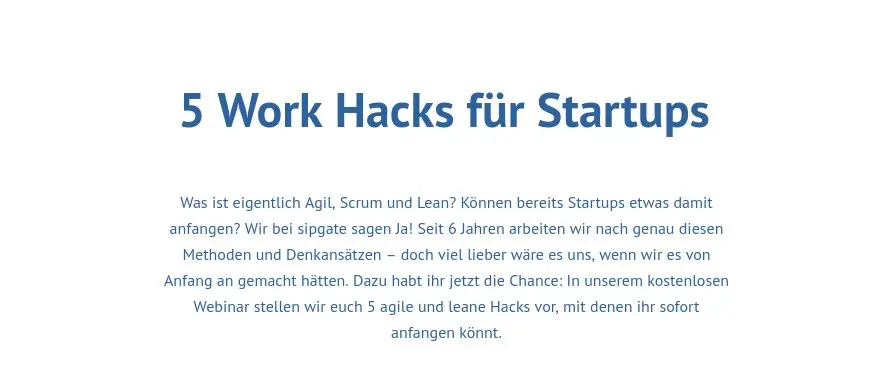 5 Work Hacks für Startups
Was ist eigentlich Agil, Scrum und Lean? Können bereits Startups etwas damit
anfangen? Wir bei sipgate sagen Ja! Seit 6 Jahren arbeiten wir nach genau diesen
Methoden und Denkansätzen – doch viel lieber wäre es uns, wenn wir es von
Anfang an gemacht hätten. Dazu habt ihr jetzt die Chance: In unserem kostenlosen
Webinar stellen wir euch 5 agile und leane Hacks vor, mit denen ihr sofort
anfangen könnt.